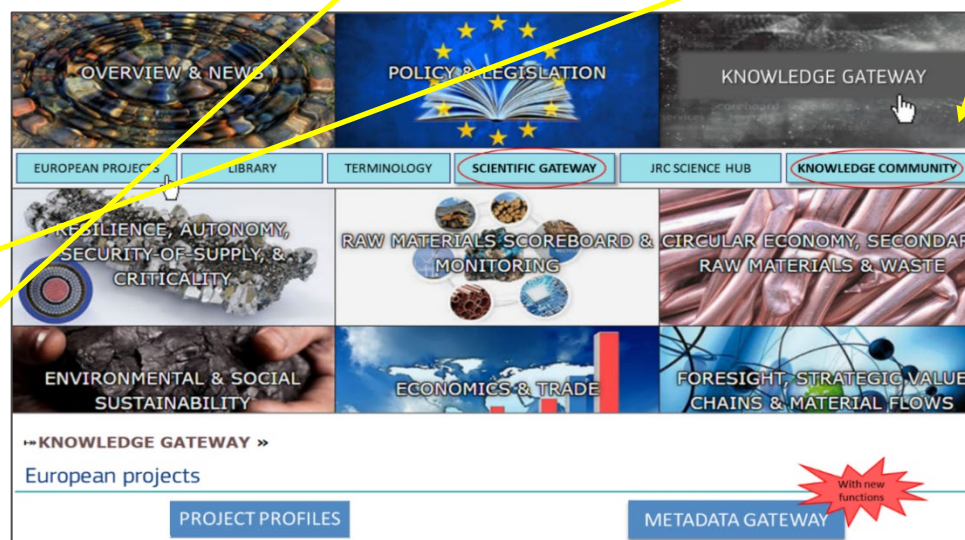 OVERVIEW & NEWS
POLICY & LEGISLATION
KNOWLEDGE GATEWAY
EUROPEAN PROJECTS
LIBRARY
TERMINOLOGY
SCIENTIFIC GATEWAY
JRC SCIENCE HUB
KNOWLEDGE COMMUNITY
RESILIENCE, AUTONOMY,
SECURITY-OF-SUPPLY, &
CRITICALITY
RAW MATERIALS SCOREBOARD &
MONITORING
CIRCULAR ECONOMY, SECONDAR
RAW MATERIALS & WASTE
ENVIRONMENTAL & SOCIAL
SUSTAINABILITY
ECONOMICS & TRADE
FORESIGHT, STRATEGIC VALUE
CHAINS & MATERIAL FLOWS
KNOWLEDGE GATEWAY »
European projects
With new
functions
PROJECT PROFILES
METADATA GATEWAY